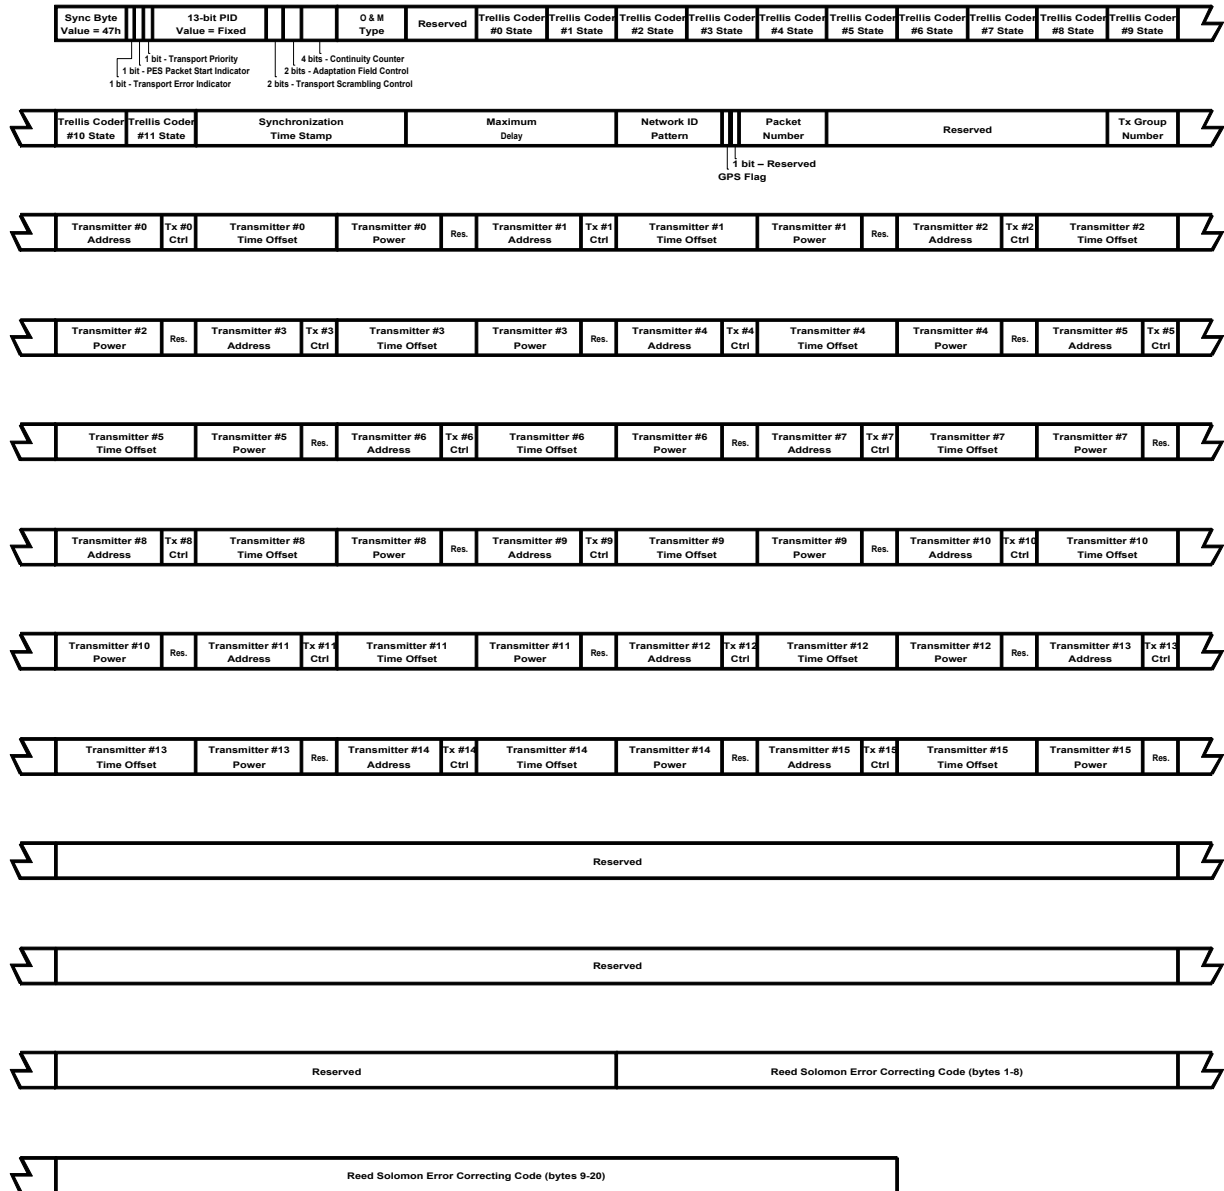 Sync Byte 13-bit PID O & M Reserved Trellis Coder Trellis Coder Trellis Coder Trellis Coder Trellis Coder Trellis Coder Trellis Coder Trellis Coder Trellis Coder Trellis Coder
Value = 47h Value = Fixed Type #0 State #1 State #2 State #3 State #4 State #5 State #6 State #7 State #8 State #9 State
1 bit - Transport Priority 4 bits - Continuity Counter
1 bit - PES Packet Start Indicator 2 bits - Adaptation Field Control
1 bit - Transport Error Indicator 2 bits - Transport Scrambling Control
Trellis Coder Trellis Coder Synchronization Maximum Network ID Packet Reserved Tx Group
#10 State #11 State Time Stamp Delay Pattern Number Number
1 bit – Reserved
GPS Flag
Transmitter #0 Tx #0 Transmitter #0 Transmitter #0 Res. Transmitter #1 Tx #1 Transmitter #1 Transmitter #1 Res. Transmitter #2 Tx #2 Transmitter #2
Address Ctrl Time Offset Power Address Ctrl Time Offset Power Address Ctrl Time Offset
Transmitter #2 Res. Transmitter #3 Tx #3 Transmitter #3 Transmitter #3 Res. Transmitter #4 Tx #4 Transmitter #4 Transmitter #4 Res. Transmitter #5 Tx #5
Power Address Ctrl Time Offset Power Address Ctrl Time Offset Power Address Ctrl
Transmitter #5 Transmitter #5 Res. Transmitter #6 Tx #6 Transmitter #6 Transmitter #6 Res. Transmitter #7 Tx #7 Transmitter #7 Transmitter #7 Res.
Time Offset Power Address Ctrl Time Offset Power Address Ctrl Time Offset Power
Transmitter #8 Tx #8 Transmitter #8 Transmitter #8 Res. Transmitter #9 Tx #9 Transmitter #9 Transmitter #9 Res. Transmitter #10 Tx #10 Transmitter #10
Address Ctrl Time Offset Power Address Ctrl Time Offset Power Address Ctrl Time Offset
Transmitter #10 Res. Transmitter #11 Tx #11 Transmitter #11 Transmitter #11 Res. Transmitter #12 Tx #12 Transmitter #12 Transmitter #12 Res. Transmitter #13 Tx #13
Power Address Ctrl Time Offset Power Address Ctrl Time Offset Power Address Ctrl
Transmitter #13 Transmitter #13 Res. Transmitter #14 Tx #14 Transmitter #14 Transmitter #14 Res. Transmitter #15 Tx #15 Transmitter #15 Transmitter #15 Res.
Time Offset Power Address Ctrl Time Offset Power Address Ctrl Time Offset Power
Reserved
Reserved
Reserved Reed Solomon Error Correcting Code (bytes 1-8)
Reed Solomon Error Correcting Code (bytes 9-20)